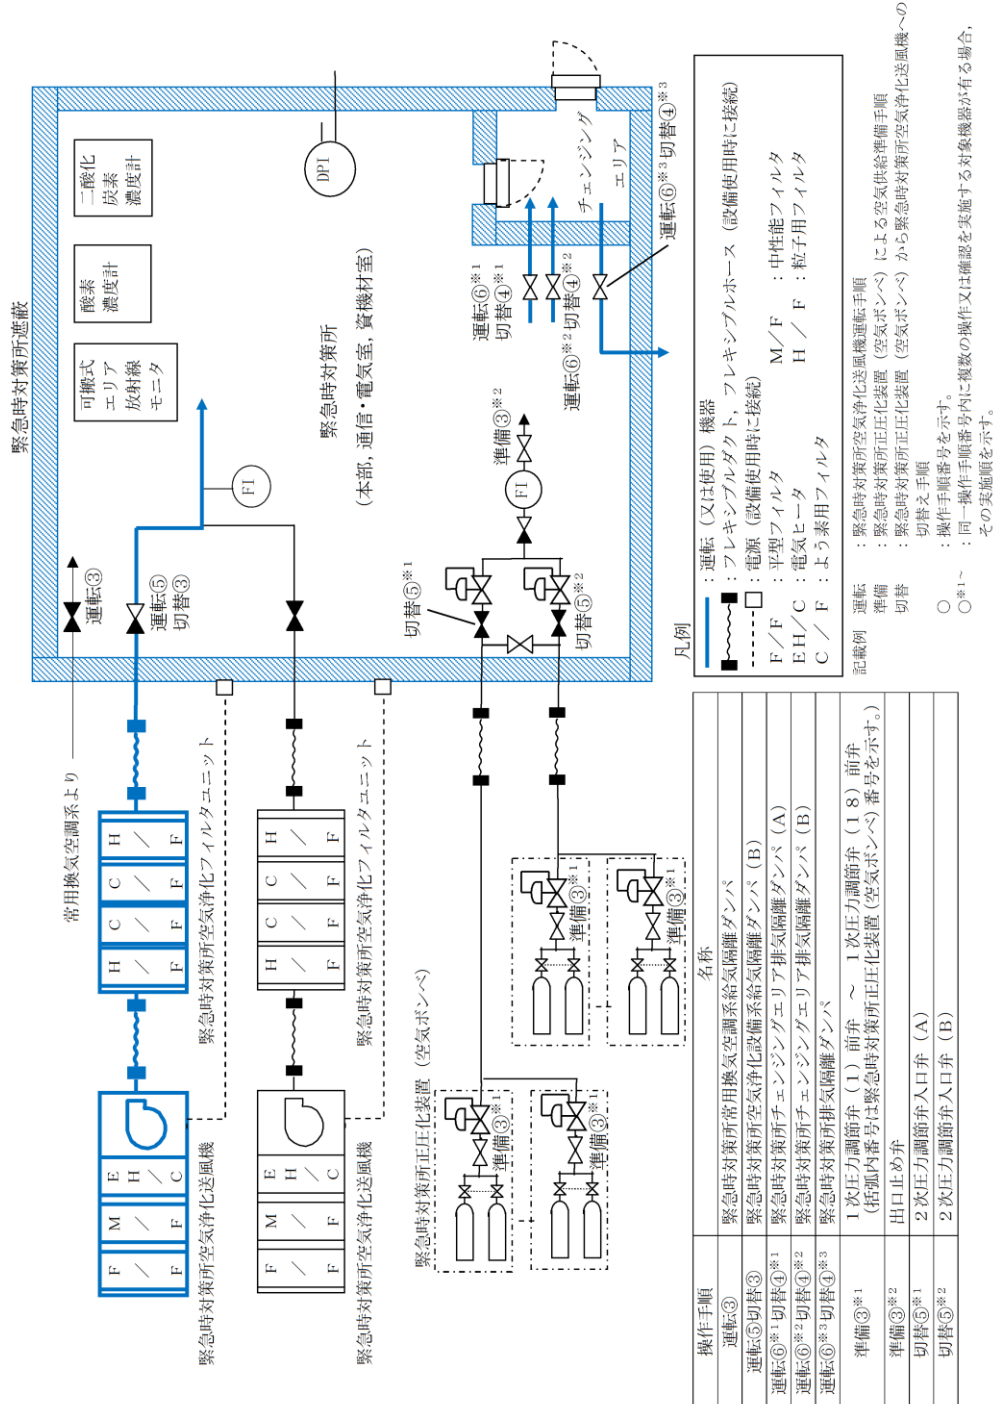 緊急時対策所遮蔽
二酸化
炭素
濃度計
酸素
濃度計
可搬式
エリア
放射線
モニタ
DPI
緊急時対策所
(本部，通信・電気室，資機材室)
チェンジング
エリア
運転⑥※1
切替④※1
運転⑥※2切替④※2
運転⑥※3切替④※3
FI
FI
準備③※2
運転③
運転⑤
切替③
切替⑤※1
切替⑤※2
常用換気空調系より
F/F
M/F
EH/C
H/F
C/F
C/F
H/F
緊急時対策所空気浄化送風機
緊急時対策所空気浄化フィルタユニット
F/F
M/F
EH/C
H/F
C/F
C/F
H/F
緊急時対策所空気浄化送風機
緊急時対策所空気浄化フィルタユニット
緊急時対策所正圧化装置（空気ボンベ）
準備③※1
準備③※1
準備③※1
準備③※1
凡例
：運転（又は使用）機器
：フレキシブルダクト，フレキシブルホース（設備使用時に接続）
：電源（設備使用時に接続）
F/F ：平型フィルタ M/F ：中性能フィルタ
EH/C ：電気ヒータ H/F ：粒子用フィルタ
C/F ：よう素用フィルタ
記載例 運転 ：緊急時対策所空気浄化送風機運転手順
準備 ：緊急時対策所正圧化装置（空気ボンベ）による空気供給準備手順
切替 ：緊急時対策所正圧化装置（空気ボンベ）から緊急時対策所空気浄化送風機への
切替え手順
○ ：操作手順番号を示す。
○※1～ ：同一操作手順番号内に複数の操作又は確認を実施する対象機器が有る場合，
その実施順を示す。
操作手順 名称
運転③ 緊急時対策所常用換気空調系給気隔離ダンパ
運転⑤切替③ 緊急時対策所空気浄化設備系給気隔離ダンパ（B）
運転⑥※1切替④※1 緊急時対策所チェンジングエリア排気隔離ダンパ（A）
運転⑥※2切替④※2 緊急時対策所チェンジングエリア排気隔離ダンパ（B）
運転⑥※3切替④※3 緊急時対策所排気隔離ダンパ
準備③※1 1次圧力調節弁（1）前弁 ～ 1次圧力調節弁（18）前弁
(括弧内番号は緊急時対策所正圧化装置(空気ボンベ)番号を示す。)
準備③※2 出口止め弁
切替⑤※1 2次圧力調節弁入口弁（A）
切替⑤※2 2次圧力調節弁入口弁（B）